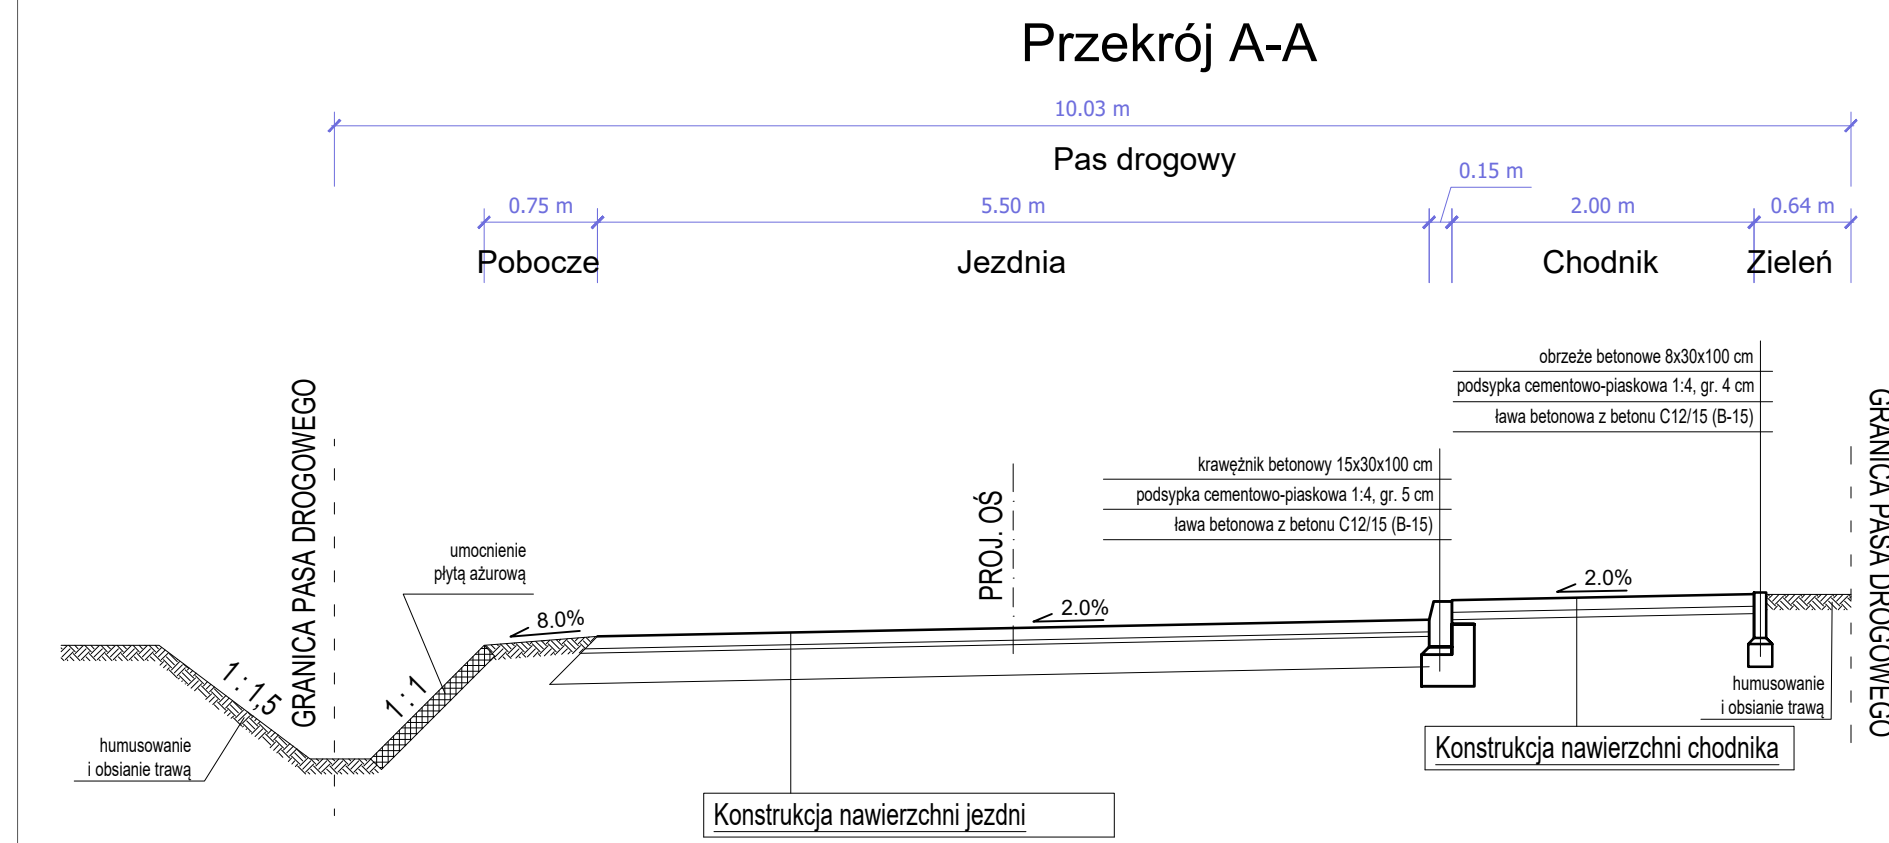 Przekrój A-A
10.03 m
Pas drogowy
0.15 m
0.75 m
5.50 m
2.00 m
0.64 m
Pobocze
Jezdnia
Chodnik
Zieleń
obrzeże betonowe 8x30x100 cm
podsypka cementowo-piaskowa 1:4, gr. 4 cm
ława betonowa z betonu C12/15 (B-15)
krawężnik betonowy 15x30x100 cm
podsypka cementowo-piaskowa 1:4, gr. 5 cm
ława betonowa z betonu C12/15 (B-15)
GRANICA PASA DROGOWEGO
PROJ. OŚ
GRANICA PASA DROGOWEGO
umocnienie
płytą ażurową
8.0%
2.0%
2.0%
1:1,5
1:1
humusowanie
i obsianie trawą
humusowanie
i obsianie trawą
Konstrukcja nawierzchni chodnika
Konstrukcja nawierzchni jezdni